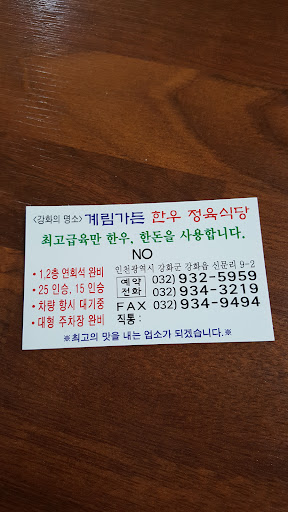 <강화의 명소> 계림가든 한우 정육식당
최고급육만 한우, 한돈을 사용합니다.
NO
인천광역시 강화군 강화읍 신문리 9-2
• 1,2층 연회석 완비
• 25 인승, 15 인승
• 차량 항시 대기중
• 대형 주차장 완비
예약 전화 032) 932-5959
032) 934-3219
FAX 032) 934-9494
직통 :
※최고의 맛을 내는 업소가 되겠습니다.※